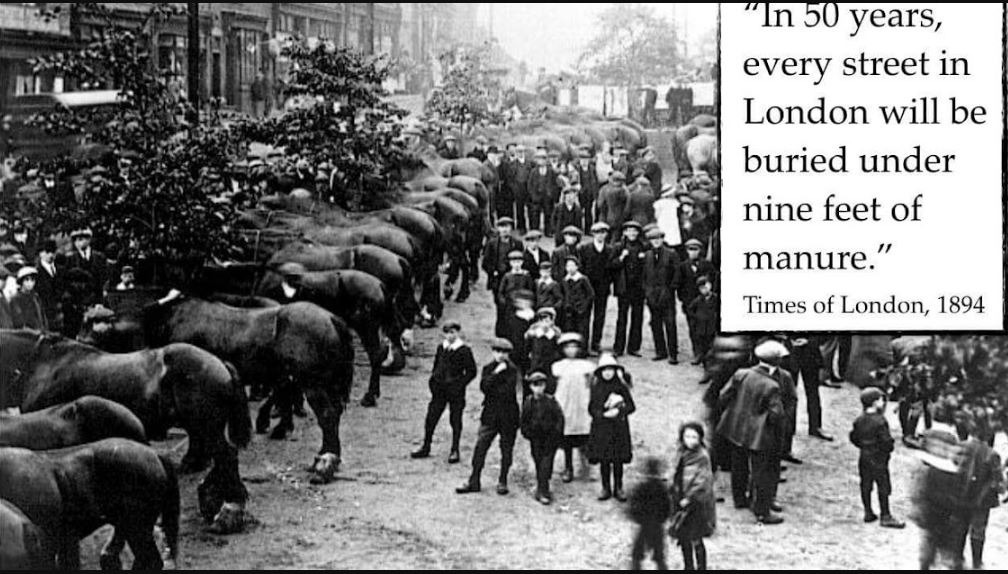 “In 50 years,
every street in
London will be
buried under
nine feet of
manure.”
Times of London, 1894